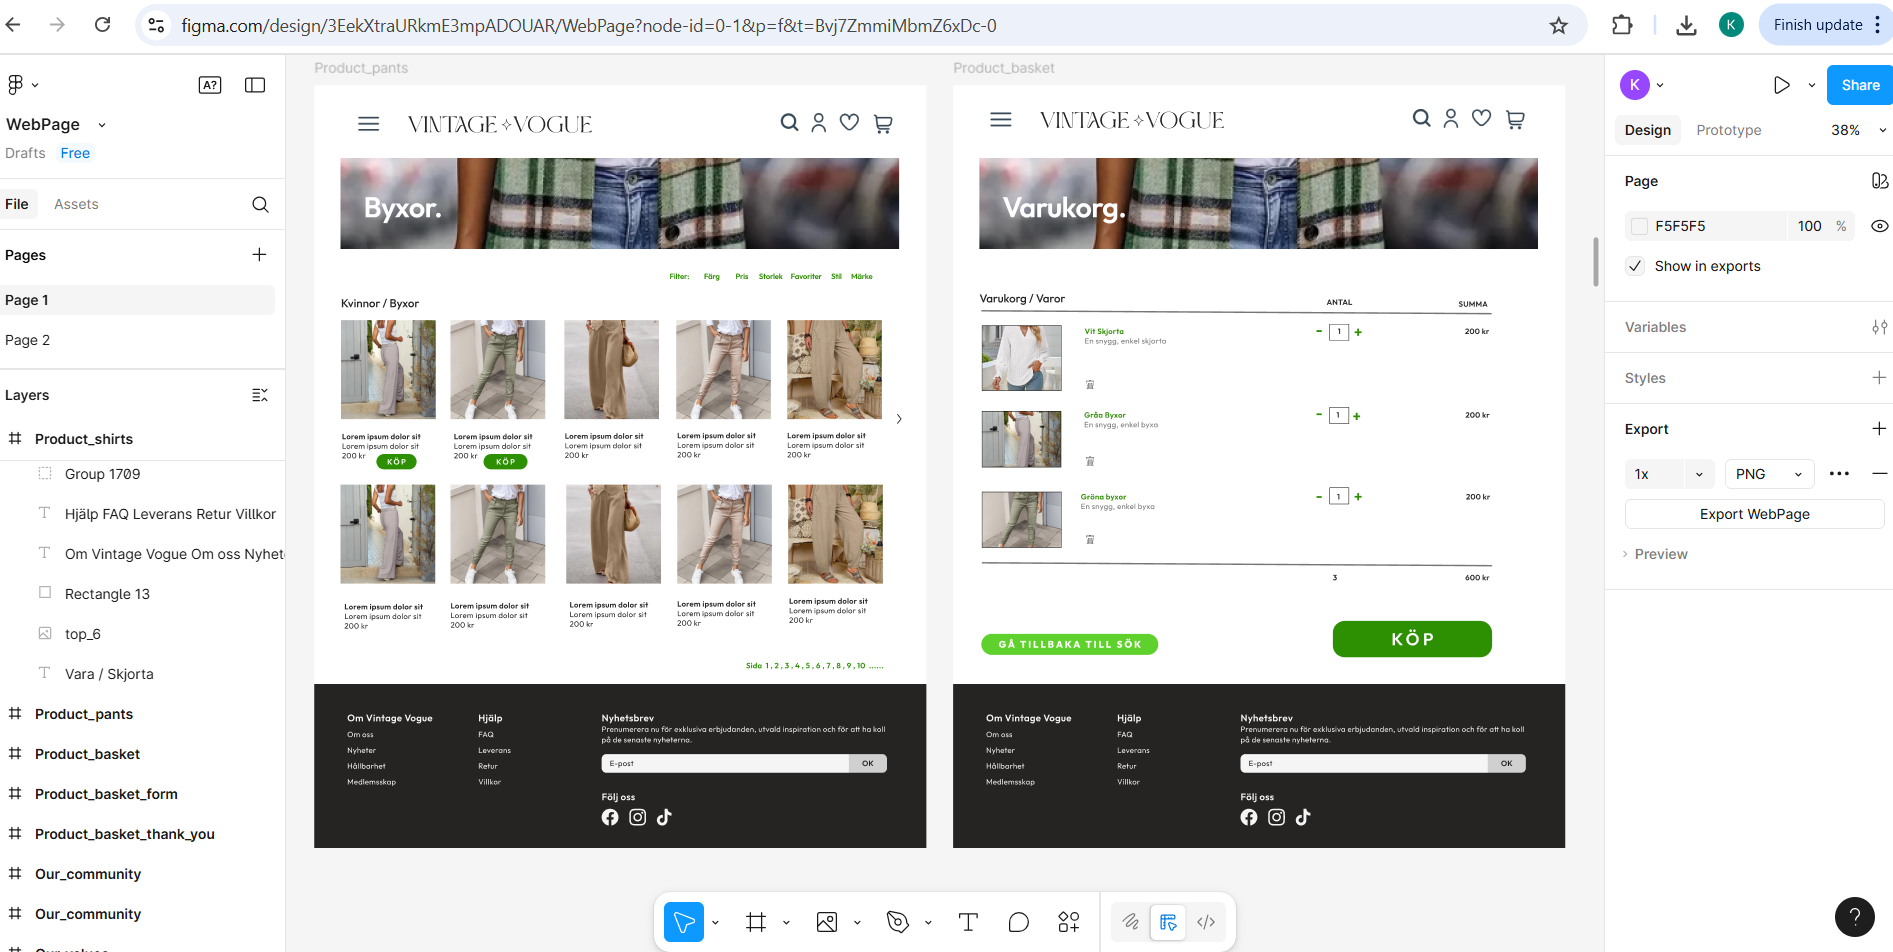 figma.com/design/3EekXtraURkmE3mpADOUAR/WebPage?node-id=0-1&p=f&t=Bvj7ZmmiMbmZ6xDc-0
K
Finish update
A?
WebPage
Drafts Free
File Assets
Pages
Page 1
Page 2
Layers
Product_shirts
Group 1709
Hjälp FAQ Leverans Retur Villkor
Om Vintage Vogue Om oss Nyhet
Rectangle 13
top_6
Vara / Skjorta
Product_pants
Product_basket
Product_basket_form
Product_basket_thank_you
Our_community
Our_community
Product_pants
VINTAGE VOGUE
Byxor.
Filter: Färg Pris Storlek Favoriter Stil Märke
Kvinnor / Byxor
Lorem ipsum dolor sit
Lorem ipsum dolor sit
200 kr
KÖP
Lorem ipsum dolor sit
Lorem ipsum dolor sit
200 kr
KÖP
Lorem ipsum dolor sit
Lorem ipsum dolor sit
200 kr
Lorem ipsum dolor sit
Lorem ipsum dolor sit
200 kr
Lorem ipsum dolor sit
Lorem ipsum dolor sit
200 kr
Lorem ipsum dolor sit
Lorem ipsum dolor sit
200 kr
Lorem ipsum dolor sit
Lorem ipsum dolor sit
200 kr
Lorem ipsum dolor sit
Lorem ipsum dolor sit
200 kr
Lorem ipsum dolor sit
Lorem ipsum dolor sit
200 kr
Lorem ipsum dolor sit
Lorem ipsum dolor sit
200 kr
Sida 1 , 2 , 3 , 4 , 5 , 6 , 7 , 8 , 9 , 10 ......
Om Vintage Vogue
Om oss
Nyheter
Hållbarhet
Medlemsskap
Hjälp
FAQ
Leverans
Retur
Villkor
Nyhetsbrev
Prenumerera nu för exklusiva erbjudanden, utvald inspiration och för att ha koll
på de senaste nyheterna.
E-post OK
Följ oss
Product_basket
VINTAGE VOGUE
Varukorg.
Varukorg / Varor ANTAL SUMMA
Vit Skjorta
En snygg, enkel skjorta
- 1 + 200 kr
Gråa Byxor
En snygg, enkel byxa
- 1 + 200 kr
Gröna byxor
En snygg, enkel byxa
- 1 + 200 kr
3 600 kr
GÅ TILLBAKA TILL SÖK
KÖP
Om Vintage Vogue
Om oss
Nyheter
Hållbarhet
Medlemsskap
Hjälp
FAQ
Leverans
Retur
Villkor
Nyhetsbrev
Prenumerera nu för exklusiva erbjudanden, utvald inspiration och för att ha koll
på de senaste nyheterna.
E-post OK
Följ oss
K
Share
Design Prototype 38%
Page
F5F5F5 100 %
Show in exports
Variables
Styles
Export
1x PNG
Export WebPage
Preview
?